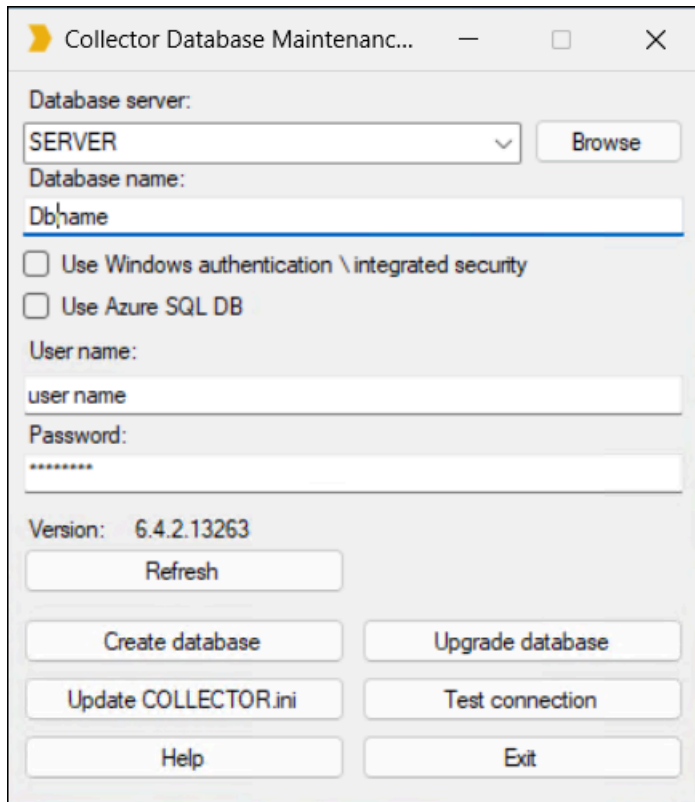 Collector Database Maintenanc...
Database server:
SERVER
Browse
Database name:
Dbname
Use Windows authentication \ integrated security
Use Azure SQL DB
User name:
user name
Password:
********
Version: 6.4.2.13263
Refresh
Create database
Upgrade database
Update COLLECTOR.ini
Test connection
Help
Exit